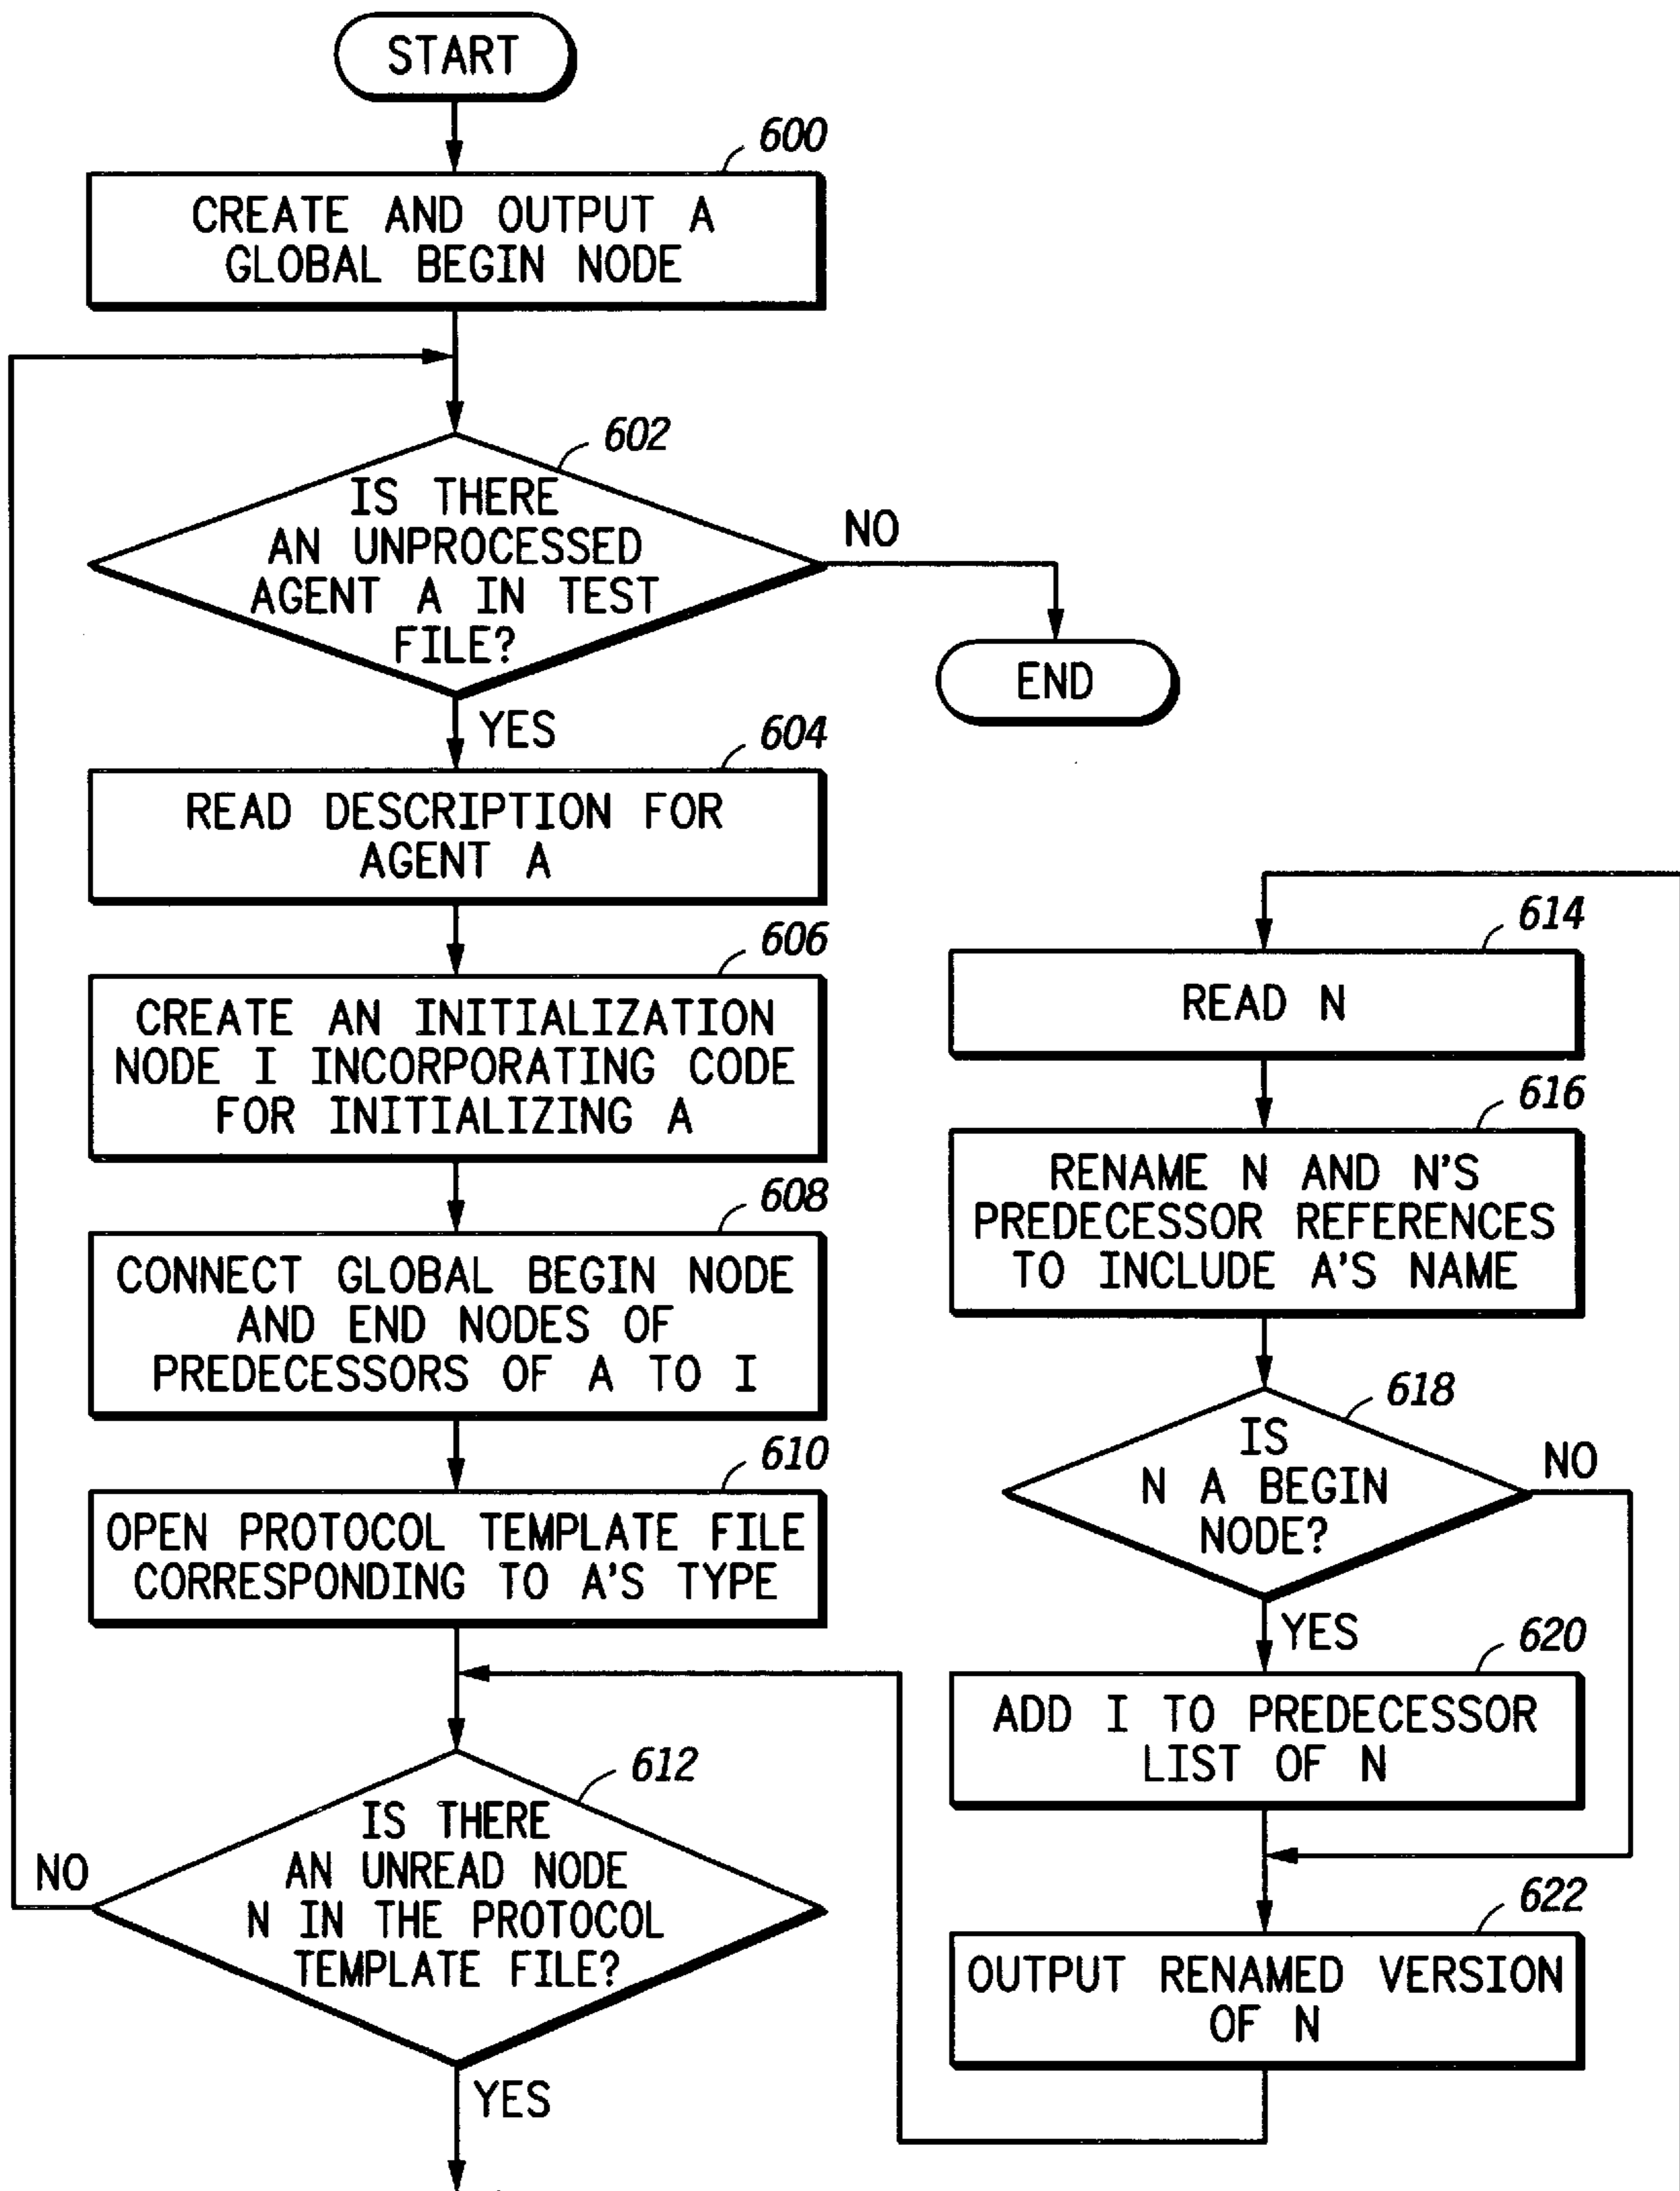 START
600
CREATE AND OUTPUT A
GLOBAL BEGIN NODE
602
IS THERE
AN UNPROCESSED
AGENT A IN TEST
FILE?
NO
END
YES
604
READ DESCRIPTION FOR
AGENT A
606
CREATE AN INITIALIZATION
NODE I INCORPORATING CODE
FOR INITIALIZING A
608
CONNECT GLOBAL BEGIN NODE
AND END NODES OF
PREDECESSORS OF A TO I
610
OPEN PROTOCOL TEMPLATE FILE
CORRESPONDING TO A'S TYPE
612
IS THERE
AN UNREAD NODE
N IN THE PROTOCOL
TEMPLATE FILE?
NO
YES
614
READ N
616
RENAME N AND N'S
PREDECESSOR REFERENCES
TO INCLUDE A'S NAME
618
IS
N A BEGIN
NODE?
NO
YES
620
ADD I TO PREDECESSOR
LIST OF N
622
OUTPUT RENAMED VERSION
OF N